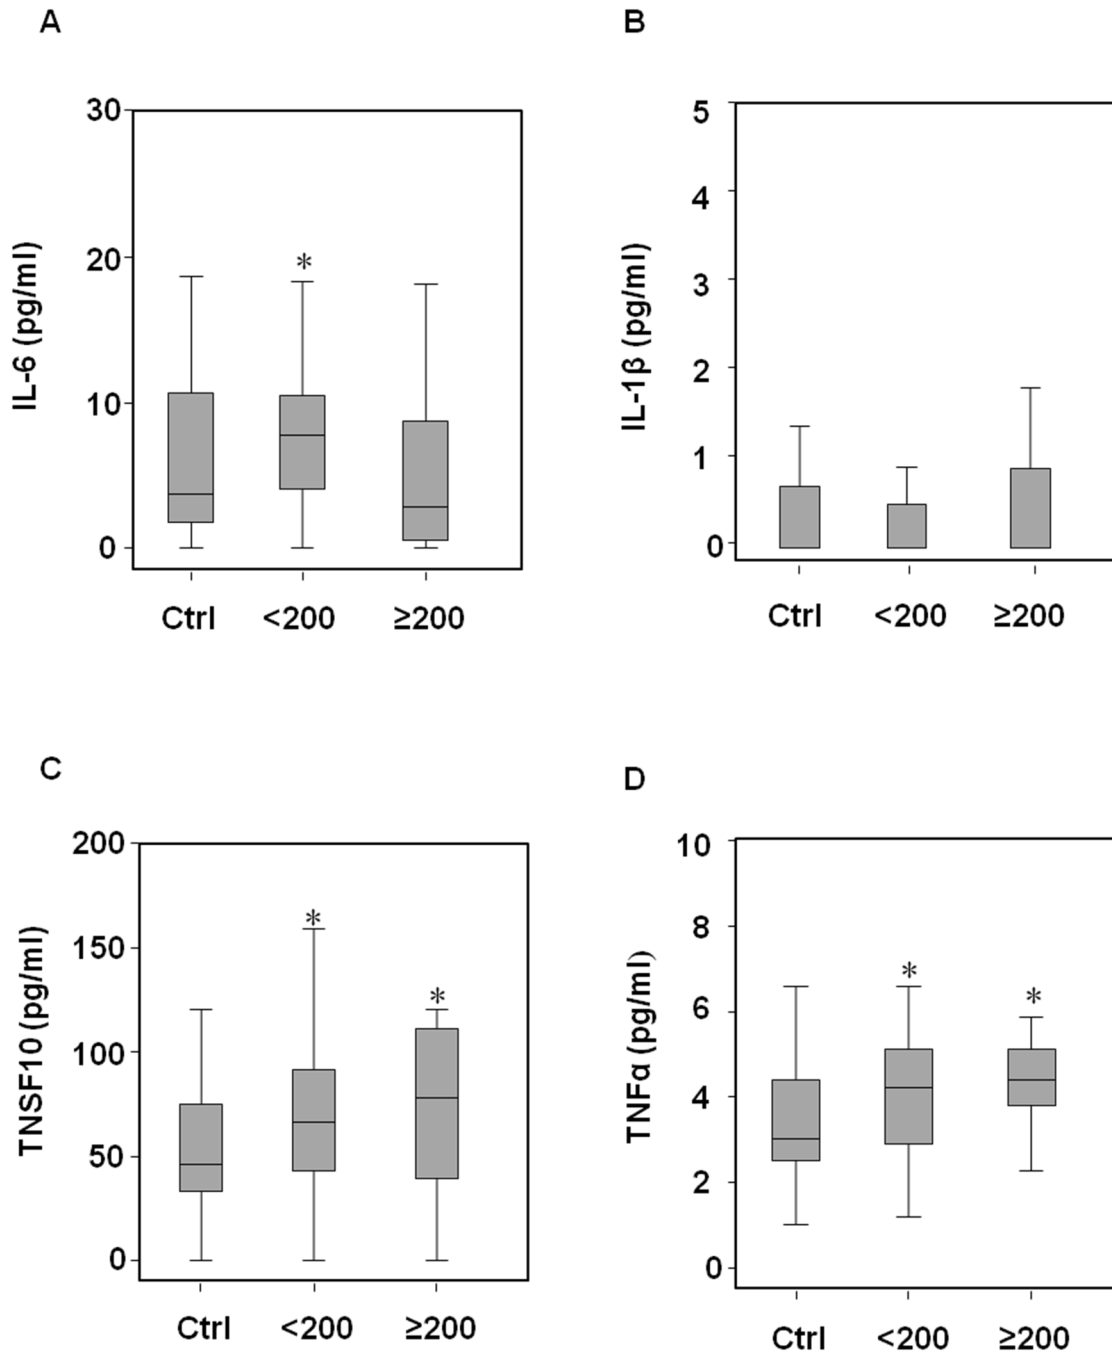 A
IL-6 (pg/ml)
30
20
10
0
*
Ctrl <200 ≥200
B
IL-1β (pg/ml)
5
4
3
2
1
0
Ctrl <200 ≥200
C
TNSF10 (pg/ml)
200
150
100
50
0
*
*
Ctrl <200 ≥200
D
TNFα (pg/ml)
10
8
6
4
2
0
* *
Ctrl <200 ≥200